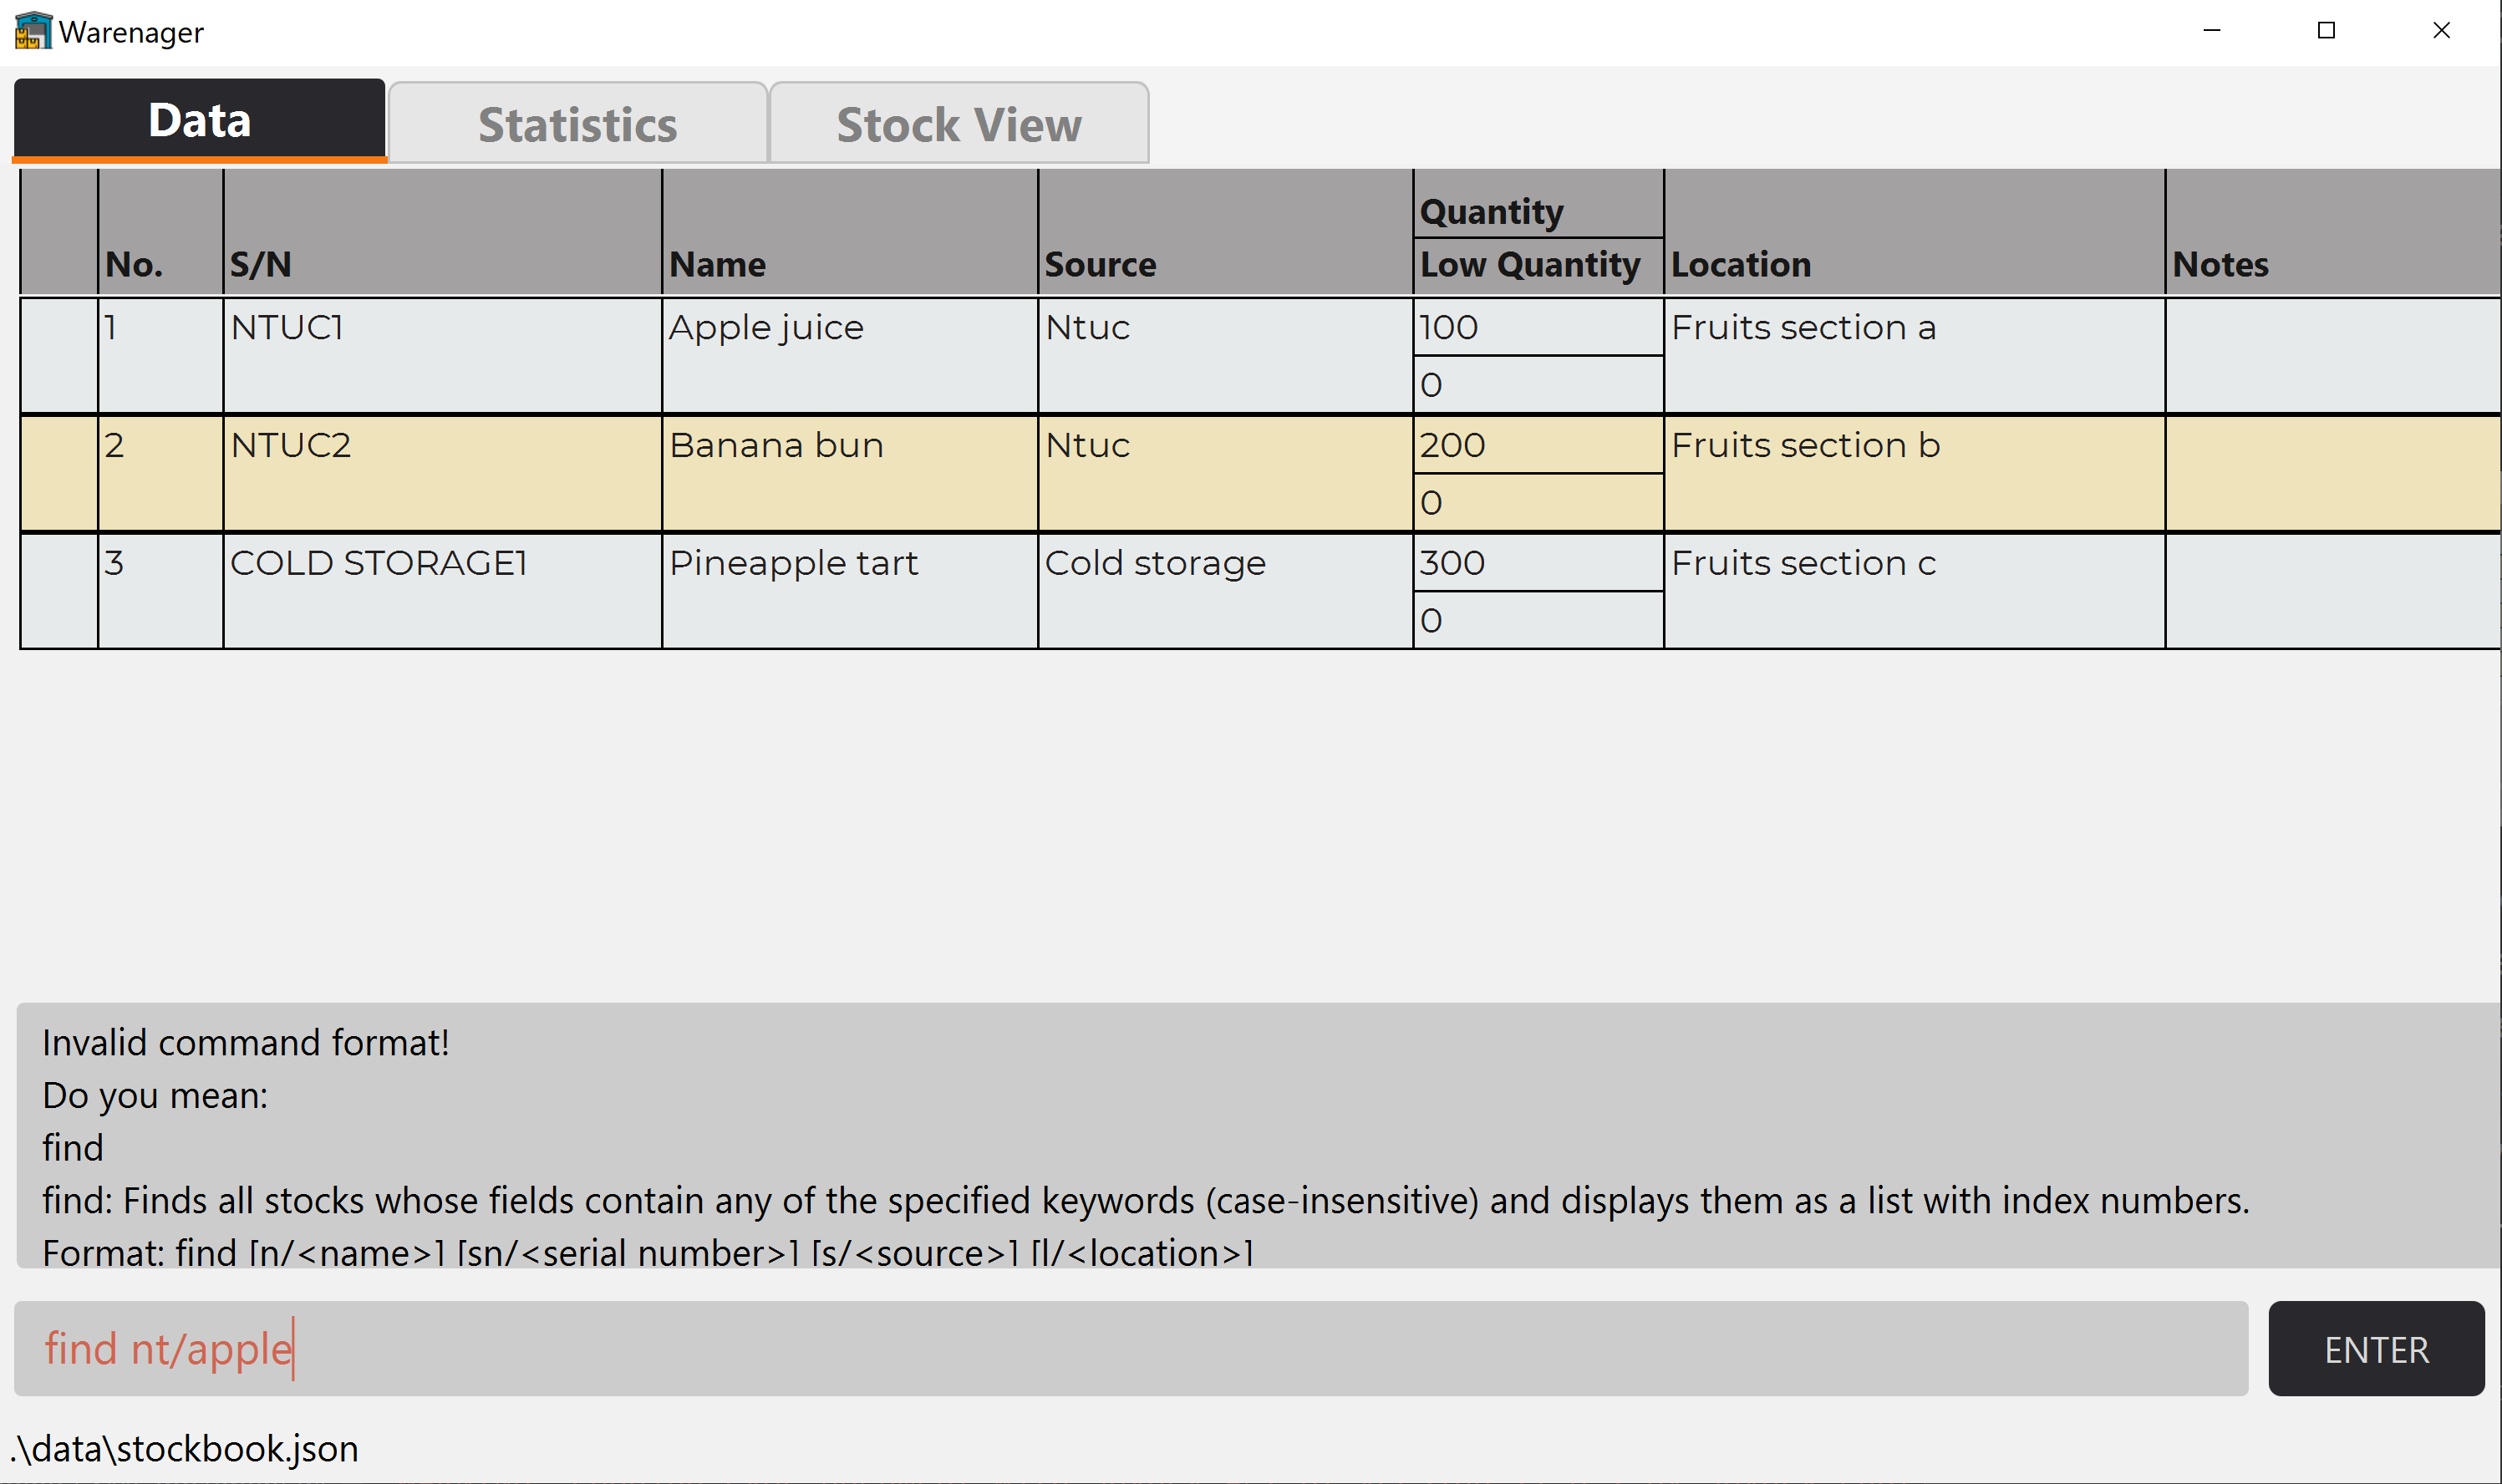 Warenager
Data Statistics Stock View
Quantity
No. S/N Name Source Low Quantity Location Notes
1 NTUC1 Apple juice Ntuc 100 Fruits section a
0
2 NTUC2 Banana bun Ntuc 200 Fruits section b
0
3 COLD STORAGE1 Pineapple tart Cold storage 300 Fruits section c
0
Invalid command format!
Do you mean:
find
find: Finds all stocks whose fields contain any of the specified keywords (case-insensitive) and displays them as a list with index numbers.
Format: find [n/<name>] [sn/<serial number>] [s/<source>] [l/<location>]
find nt/apple
ENTER
.\data\stockbook.json